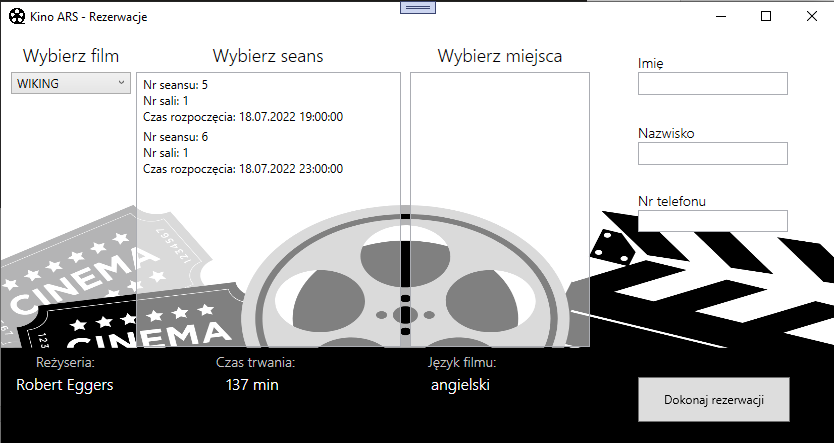 Kino ARS - Rezerwacje
Wybierz film
Wybierz seans
Wybierz miejsca
WIKING
Nr seansu: 5
Nr sali: 1
Czas rozpoczęcia: 18.07.2022 19:00:00
Nr seansu: 6
Nr sali: 1
Czas rozpoczęcia: 18.07.2022 23:00:00
Imię
Nazwisko
Nr telefonu
1234567
CINEMA
CINEMA
Reżyseria:
Robert Eggers
Czas trwania:
137 min
Język filmu:
angielski
Dokonaj rezerwacji